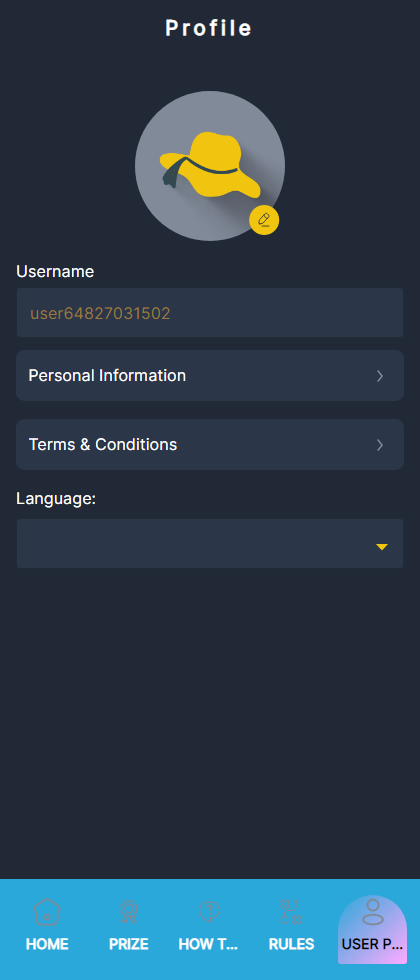 Profile
Username
user64827031502
Personal Information
Terms & Conditions
Language:
HOME
PRIZE
HOW T...
RULES
USER P...